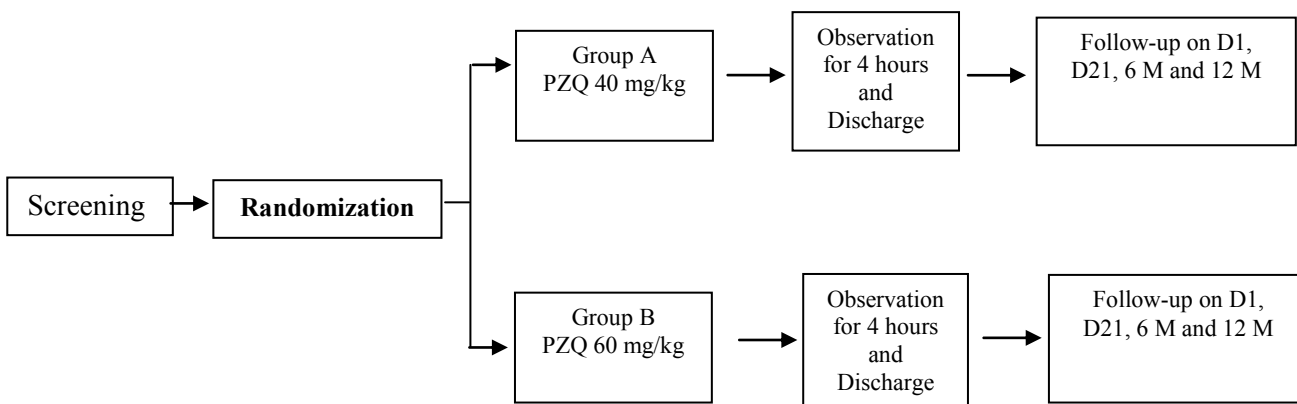 Screening
Randomization
Group A
PZQ 40 mg/kg
Observation
for 4 hours
and
Discharge
Follow-up on D1,
D21, 6 M and 12 M
Group B
PZQ 60 mg/kg
Observation
for 4 hours
and
Discharge
Follow-up on D1,
D21, 6 M and 12 M